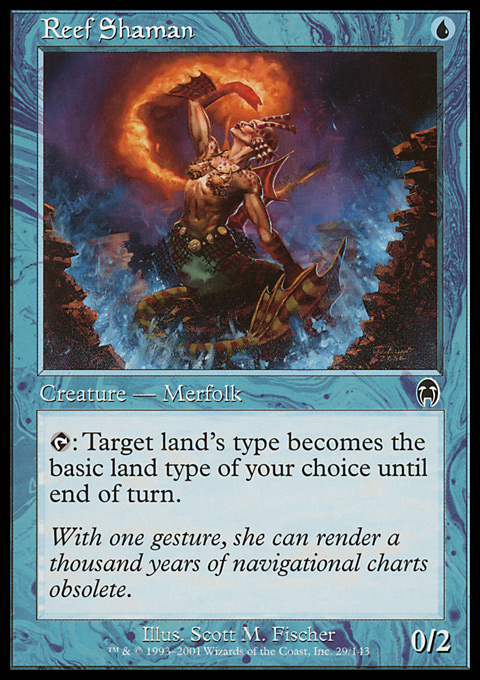 Reef Shaman
Creature — Merfolk
: Target land's type becomes the
basic land type of your choice until
end of turn.
With one gesture, she can render a
thousand years of navigational charts
obsolete.
Illus. Scott M. Fischer
™ & © 1993-2001 Wizards of the Coast, Inc. 29/143
0/2